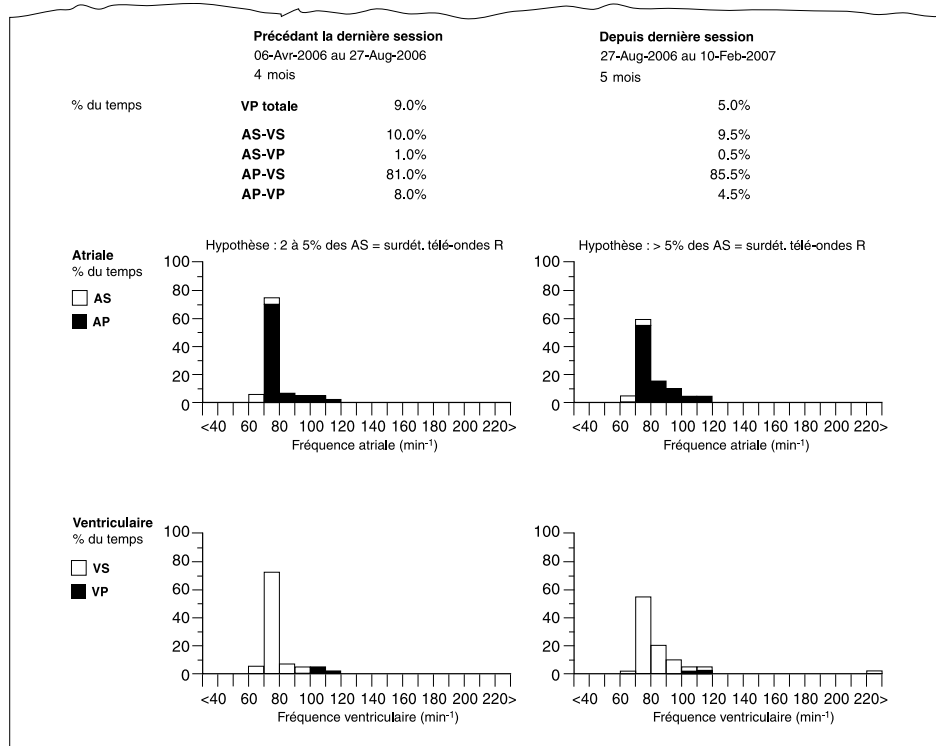 Précédant la dernière session
06-Avr-2006 au 27-Aug-2006
4 mois
Depuis dernière session
27-Aug-2006 au 10-Feb-2007
5 mois
% du temps VP totale 9.0% 5.0%
AS-VS 10.0% 9.5%
AS-VP 1.0% 0.5%
AP-VS 81.0% 85.5%
AP-VP 8.0% 4.5%
Atriale
% du temps
AS
AP
Hypothèse : 2 à 5% des AS = surdét. télé-ondes R
100
80
60
40
20
0
<40 60 80 100 120 140 160 180 200 220>
Fréquence atriale (min-1)
Hypothèse : > 5% des AS = surdét. télé-ondes R
100
80
60
40
20
0
<40 60 80 100 120 140 160 180 200 220>
Fréquence atriale (min-1)
Ventriculaire
% du temps
VS
VP
100
80
60
40
20
0
<40 60 80 100 120 140 160 180 200 220>
Fréquence ventriculaire (min-1)
100
80
60
40
20
0
<40 60 80 100 120 140 160 180 200 220>
Fréquence ventriculaire (min-1)